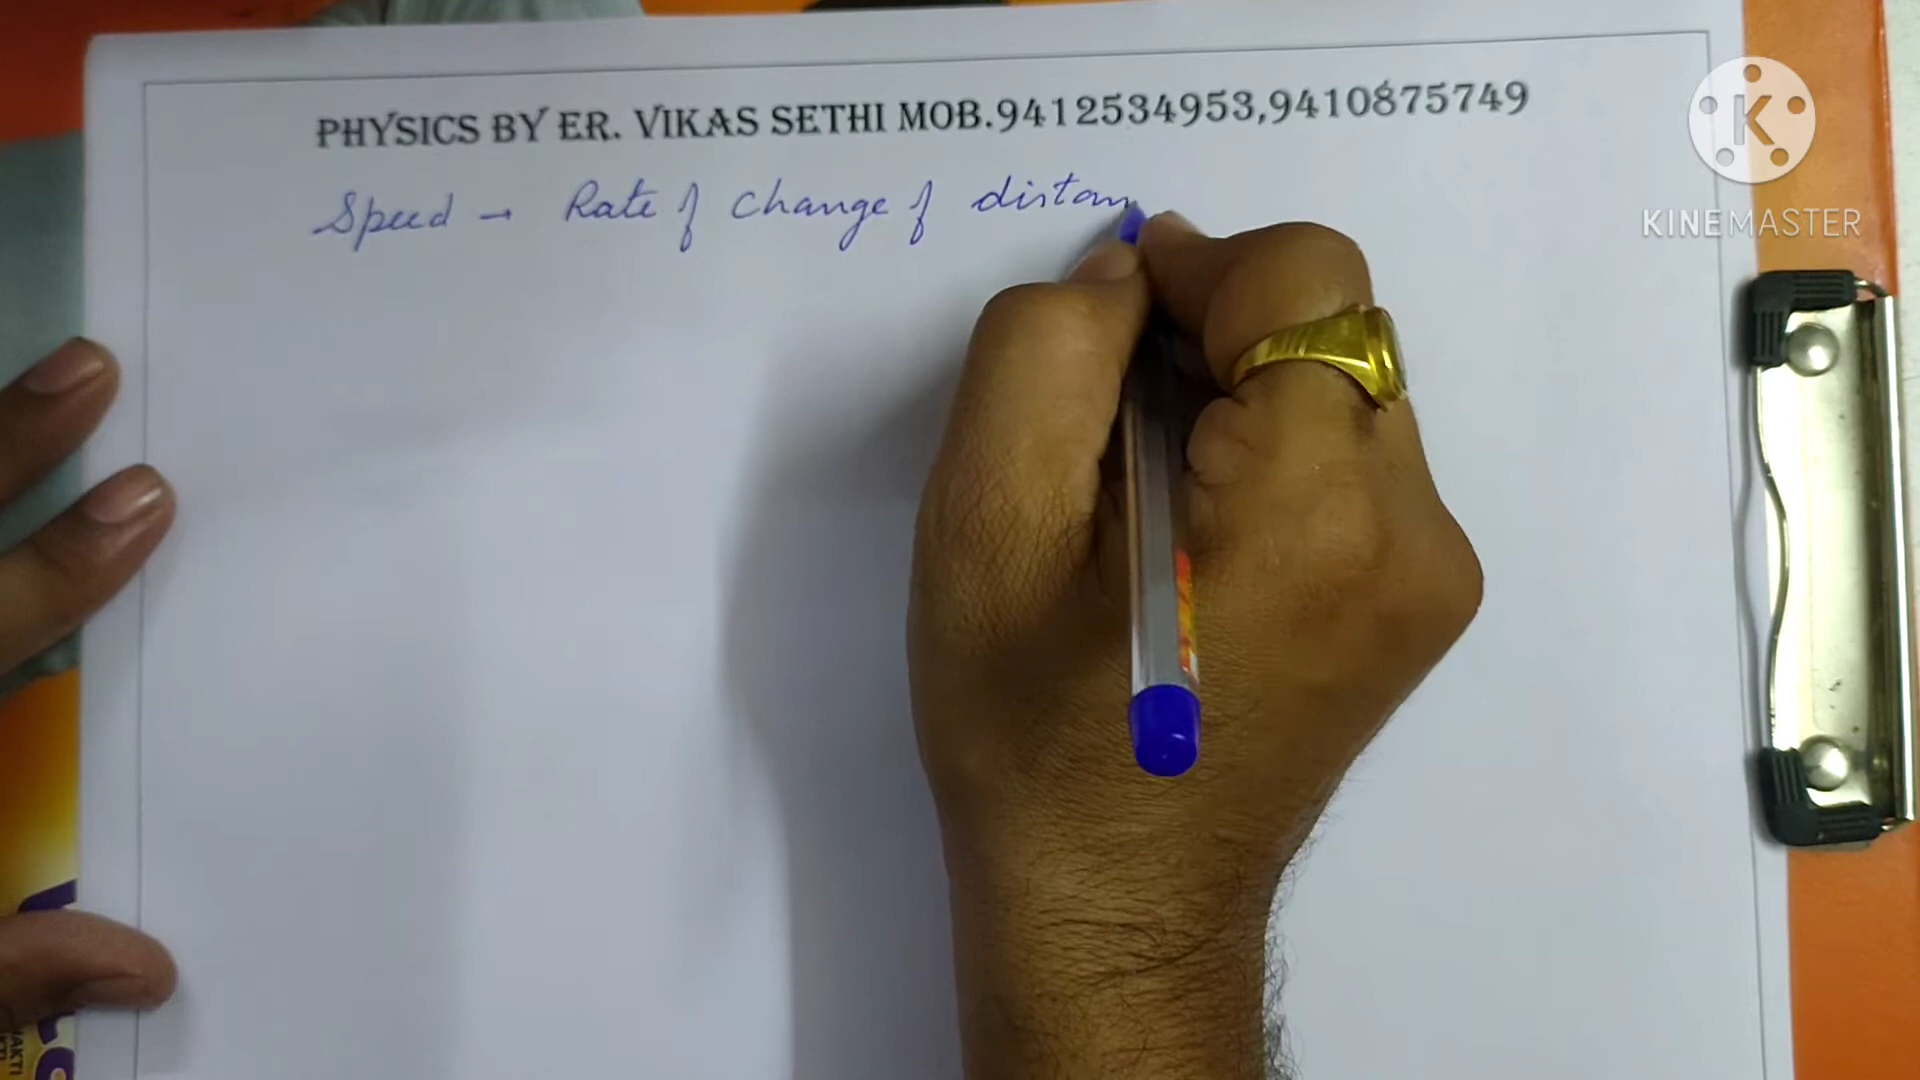 PHYSICS BY ER. VIKAS SETHI MOB.9412534953,9410875749
Speed → Rate of change of distan
K
KINEMASTER